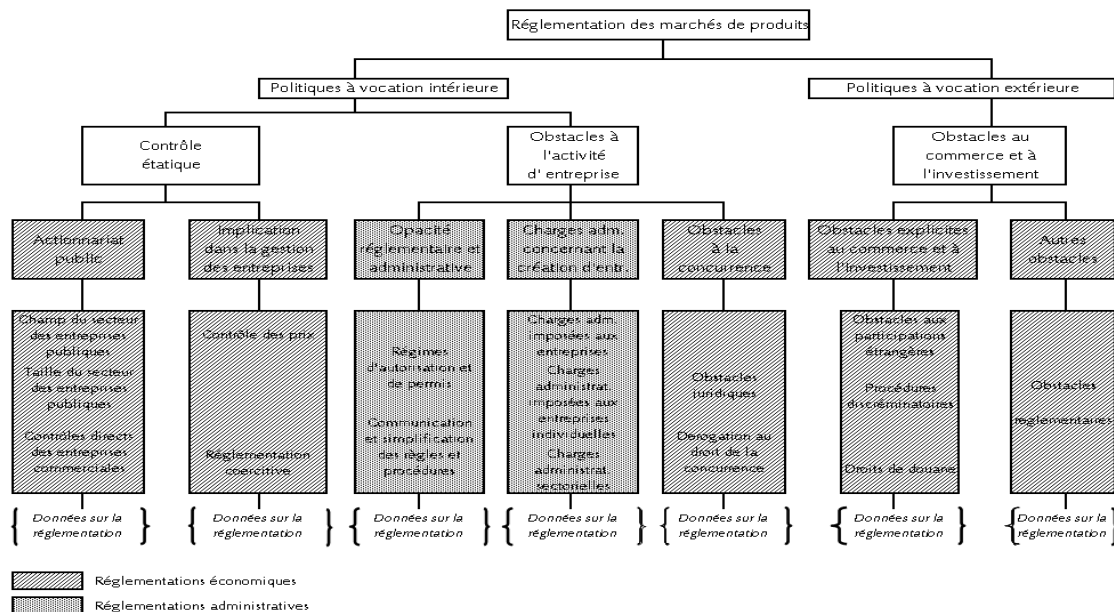 Réglementation des marchés de produits
Politiques à vocation intérieure
Politiques à vocation extérieure
Contrôle
étatique
Obstacles à
l'activité
d' entreprise
Obstacles au
commerce et à
l'investissement
Actionnariat
public
Implication
dans la gestion
des entreprises
Opacité
réglementaire et
administrative
Charges adm.
concernant la
création d'entr.
Obstacles
à la
concurrence
Obstacles explicites
au commerce et à
l'investissement
Autres
obstacles
Champ du secteur
des entreprises
publiques
Taille du secteur
des entreprises
publiques
Contrôles directs
des entreprises
commerciales
Contrôle des prix
Réglementation
coercitive
Régimes
d'autorisation et
de permis
Communication
et simplification
des règles et
procédures
Charges adm.
imposées aux
entreprises
Charges
administrat.
imposées aux
entreprises
individuelles
Charges
administrat.
sectorielles
Obstacles
juridiques
Derogation au
droit de la
concurrence
Obstacles aux
participations
étrangères
Procédures
discréminatoires
Droits de douane
Obstacles
reglementaires
Données sur la
réglementation
Données sur la
réglementation
Données sur la
réglementation
Données sur la
réglementation
Données sur la
réglementation
Données sur la
réglementation
Données sur la
réglementation
Réglementations économiques
Réglementations administratives